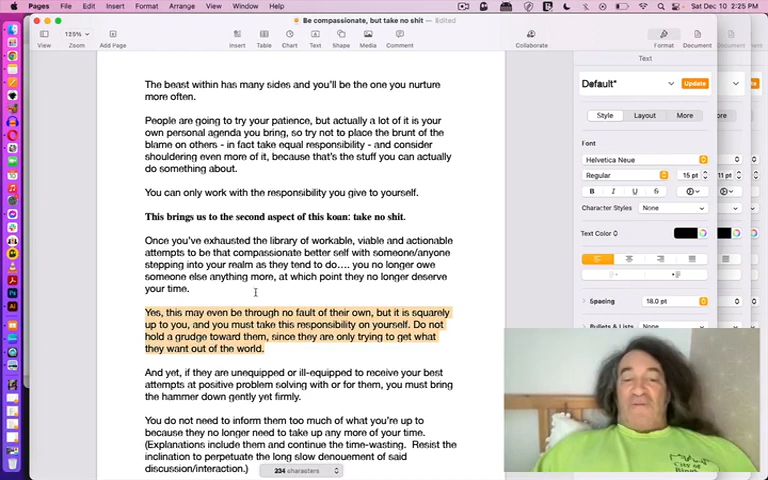 Pages File Edit Insert Format Arrange View Window Help Sat Dec 10 2:25 PM
Be compassionate, but take no shit — Edited
125%
View Zoom Add Page Insert Table Chart Text Shape Media Comment Collaborate Format Document
Text
Default* Update
Style Layout More
Font
Helvetica Neue
Regular 15 pt
B I U S
Character Styles None
Text Color
Spacing 18.0 pt
Bullets & Lists
11 pt
The beast within has many sides and you'll be the one you nurture
more often.
People are going to try your patience, but actually a lot of it is your
own personal agenda you bring, so try not to place the brunt of the
blame on others - in fact take equal responsibility - and consider
shouldering even more of it, because that's the stuff you can actually
do something about.
You can only work with the responsibility you give to yourself.
This brings us to the second aspect of this koan: take no shit.
Once you've exhausted the library of workable, viable and actionable
attempts to be that compassionate better self with someone/anyone
stepping into your realm as they tend to do…. you no longer owe
someone else anything more, at which point they no longer deserve
your time.
Yes, this may even be through no fault of their own, but it is squarely
up to you, and you must take this responsibility on yourself. Do not
hold a grudge toward them, since they are only trying to get what
they want out of the world.
And yet, if they are unequipped or ill-equipped to receive your best
attempts at positive problem solving with or for them, you must bring
the hammer down gently yet firmly.
You do not need to inform them too much of what you're up to
because they no longer need to take up any more of your time.
(Explanations include them and continue the time-wasting. Resist the
inclination to perpetuate the long slow denouement of said
discussion/interaction.)
234 characters
City of